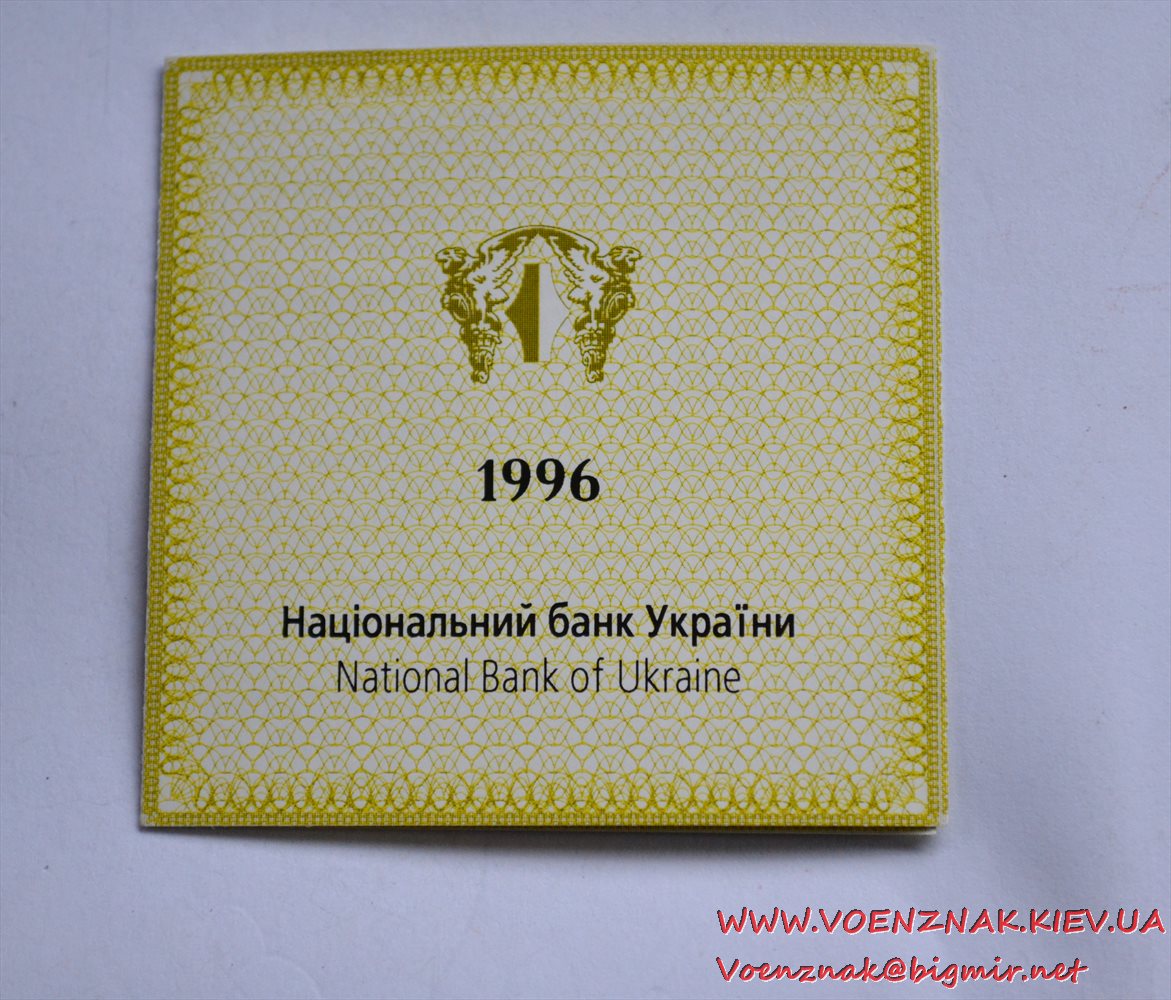 1996
Національний банк України
National Bank of Ukraine
WWW.VOENZNAK.KIEV.UA
Voenznak@bigmir.net